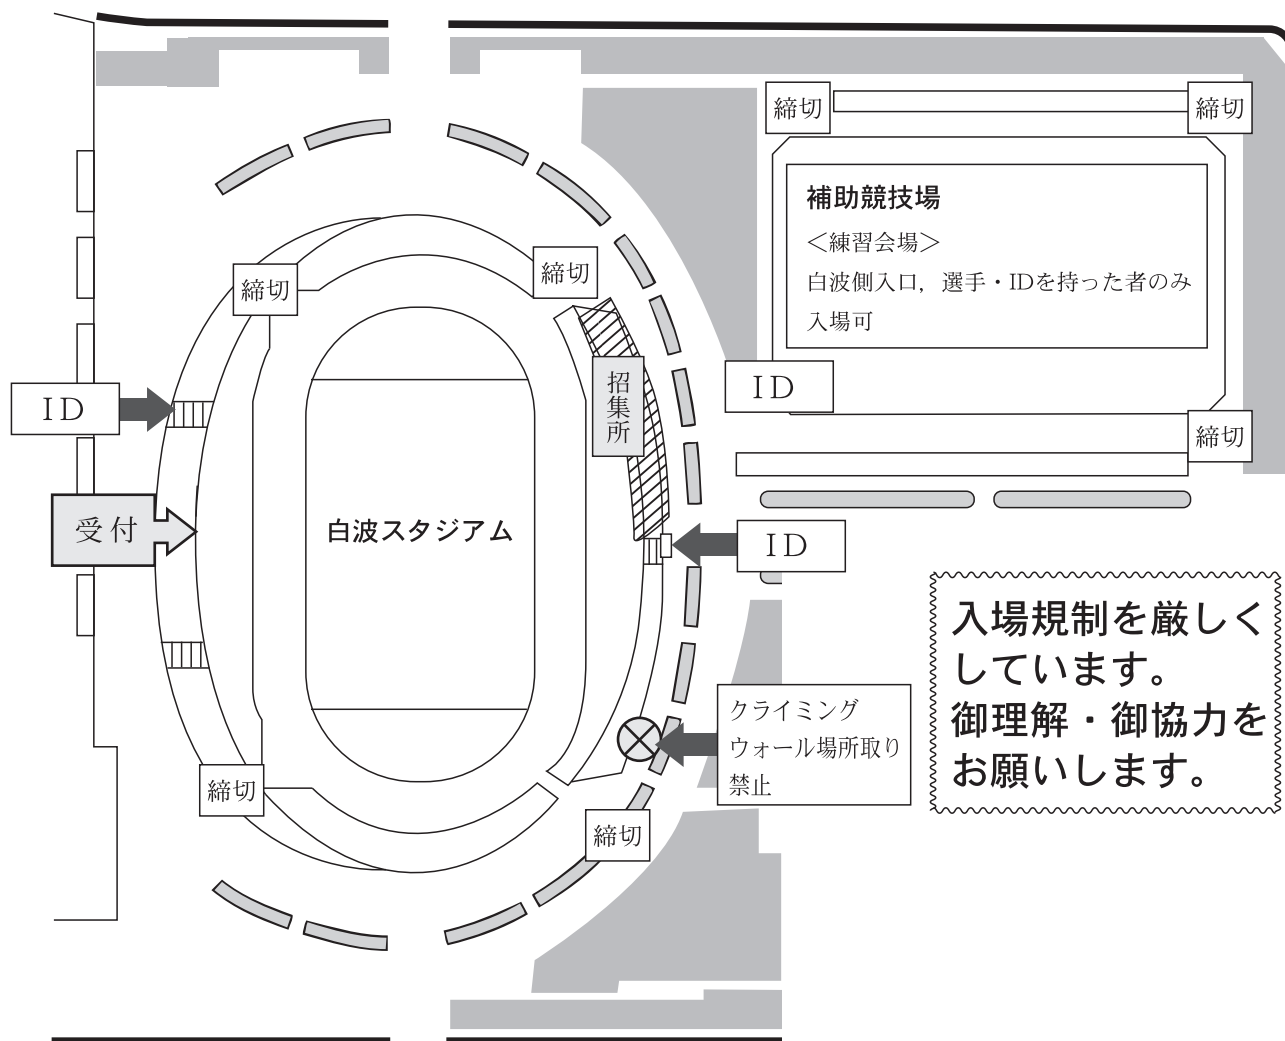 締切
締切
補助競技場
＜練習会場＞
白波側入口，選手・IDを持った者のみ
入場可
締切
締切
ID
招集所
ID
締切
受付
白波スタジアム
ID
入場規制を厳しく
しています。
御理解・御協力を
お願いします。
クライミング
ウォール場所取り
禁止
締切
締切